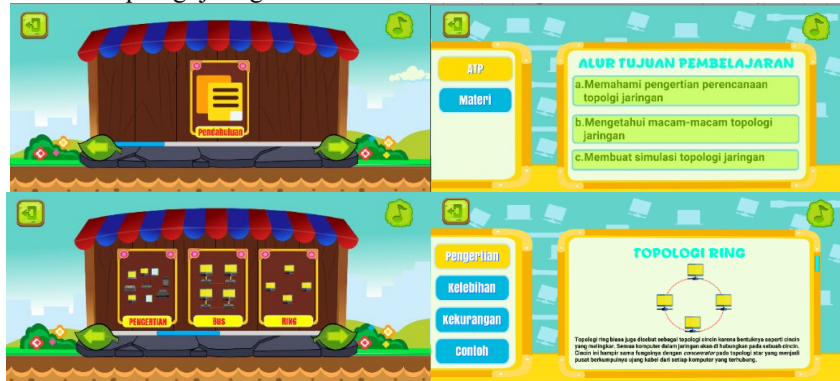 Pendahuluan
ATP
Materi
ALUR TUJUAN PEMBELAJARAN
a.Memahami pengertian perencanaan
topolgi jaringan
b.Mengetahui macam-macam topologi
jaringan
c.Membuat simulasi topologi jaringan
PENGERTIAN
BUS
RING
Pengertian
Kelebihan
Kekurangan
Contoh
TOPOLOGI RING
Topologi ring biasa juga disebut sebagai topologi cincin karena bentuknya seperti cincin
yang melingkar. Semua komputer dalam jaringan akan di hubungkan pada sebuah cincin.
Cincin ini hampir sama fungsinya dengan concenrator pada topologi star yang menjadi
pusat berkumpulnya ujung kabel dari setiap komputer yang terhubung.